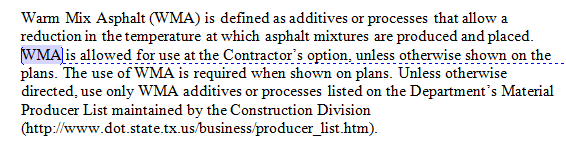 Warm Mix Asphalt (WMA) is defined as additives or processes that allow a
reduction in the temperature at which asphalt mixtures are produced and placed.
WMA is allowed for use at the Contractor's option, unless otherwise shown on the
plans. The use of WMA is required when shown on plans. Unless otherwise
directed, use only WMA additives or processes listed on the Department's Material
Producer List maintained by the Construction Division
(http://www.dot.state.tx.us/business/producer_list.htm).